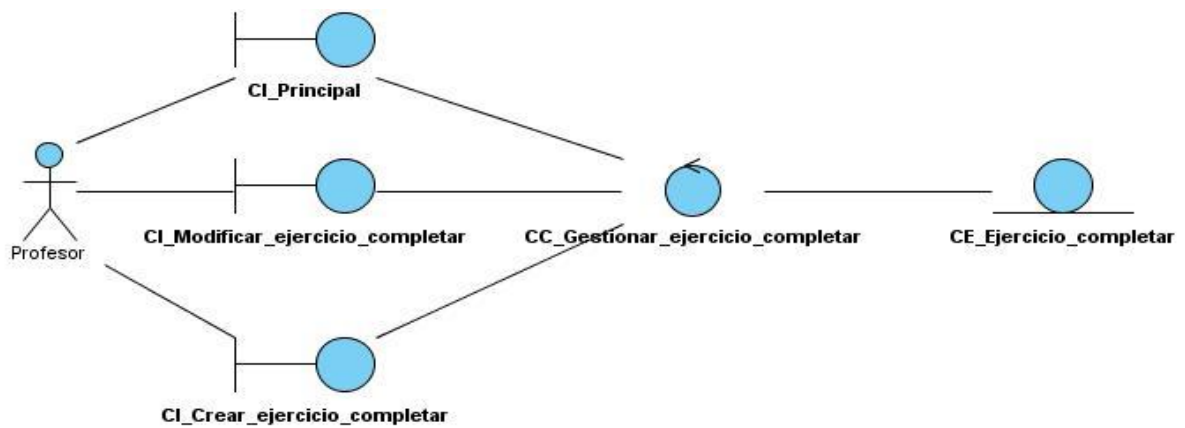 CI_Principal
Profesor
CI_Modificar_ejercicio_completar
CC_Gestionar_ejercicio_completar
CE_Ejercicio_completar
CI_Crear_ejercicio_completar